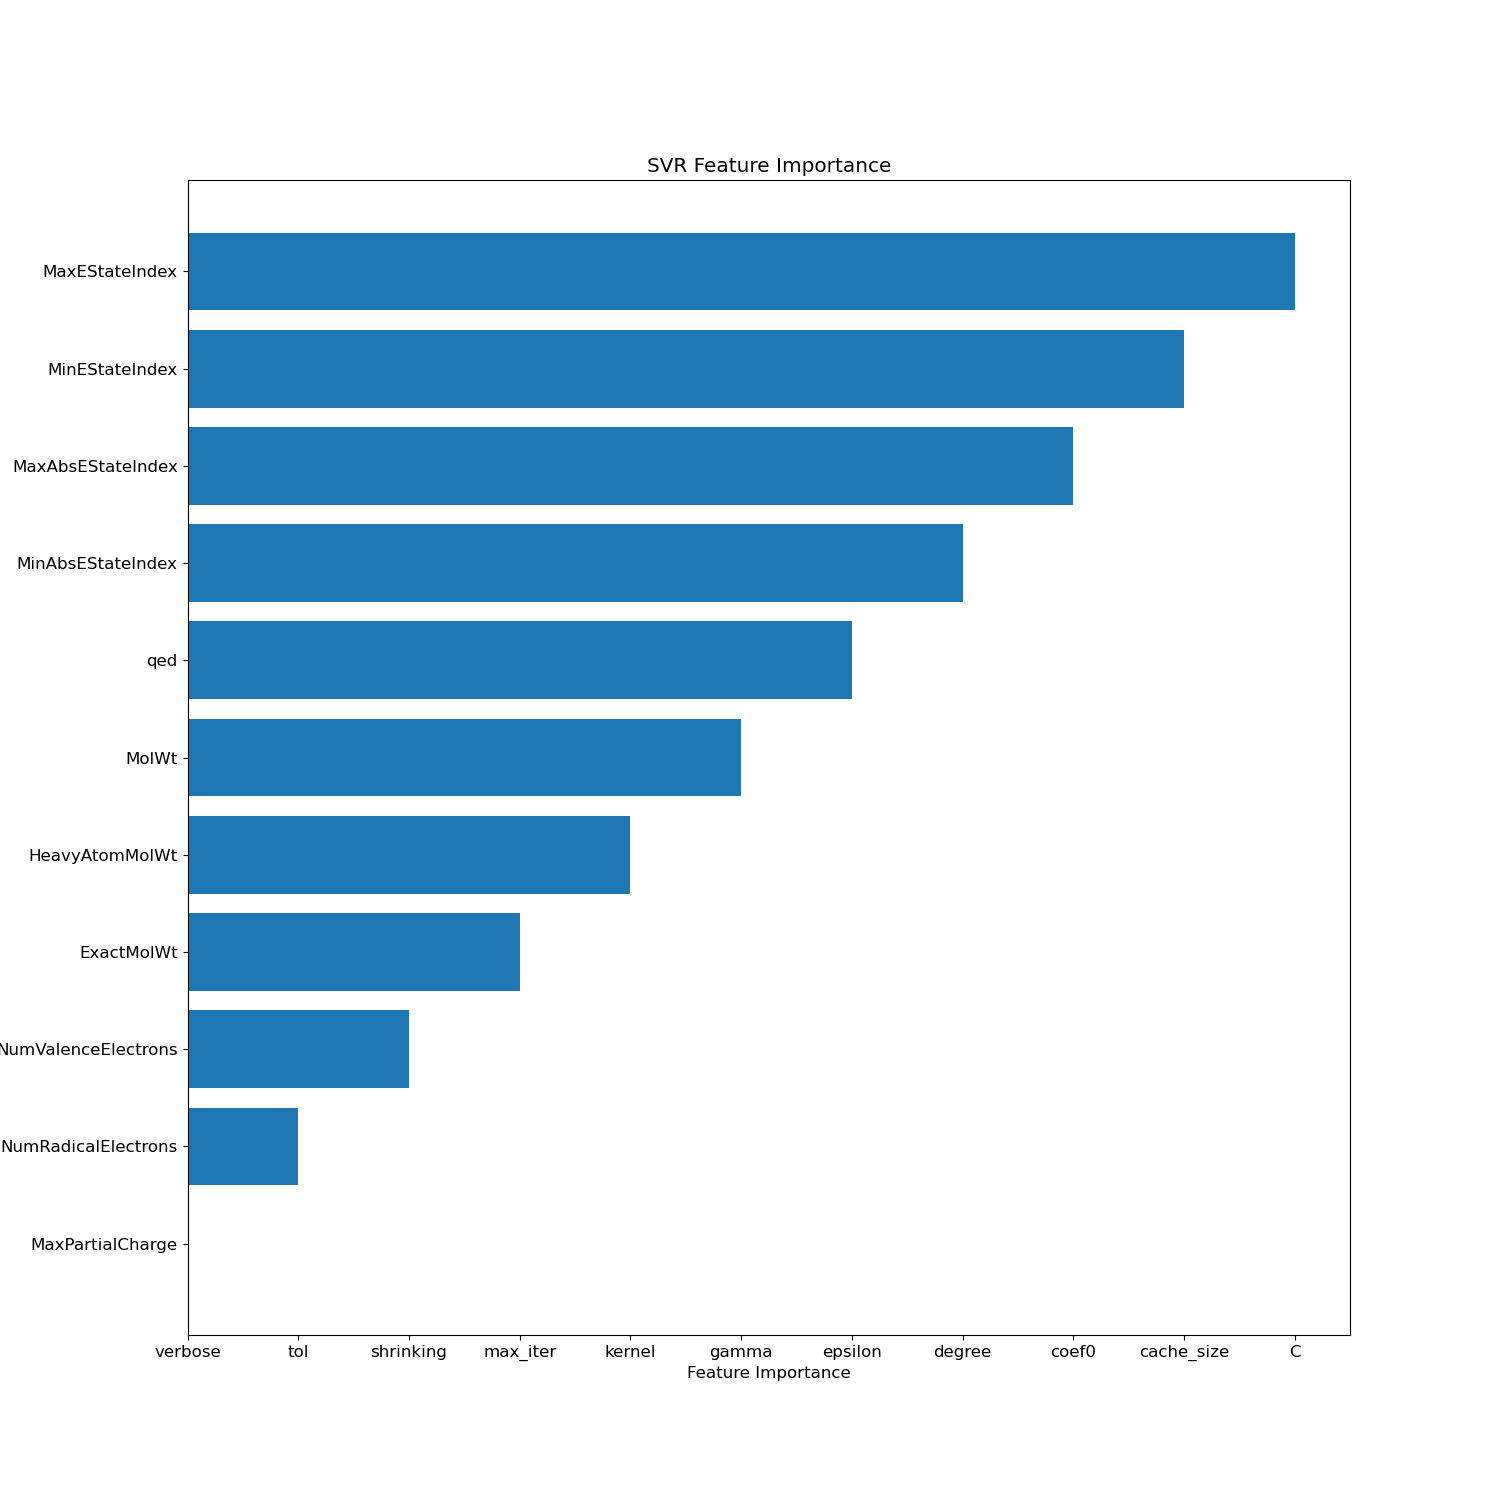 SVR Feature Importance
MaxEStateIndex
MinEStateIndex
MaxAbsEStateIndex
MinAbsEStateIndex
qed
MolWt
HeavyAtomMolWt
ExactMolWt
NumValenceElectrons
NumRadicalElectrons
MaxPartialCharge
verbose tol shrinking max_iter kernel gamma epsilon degree coef0 cache_size C
Feature Importance